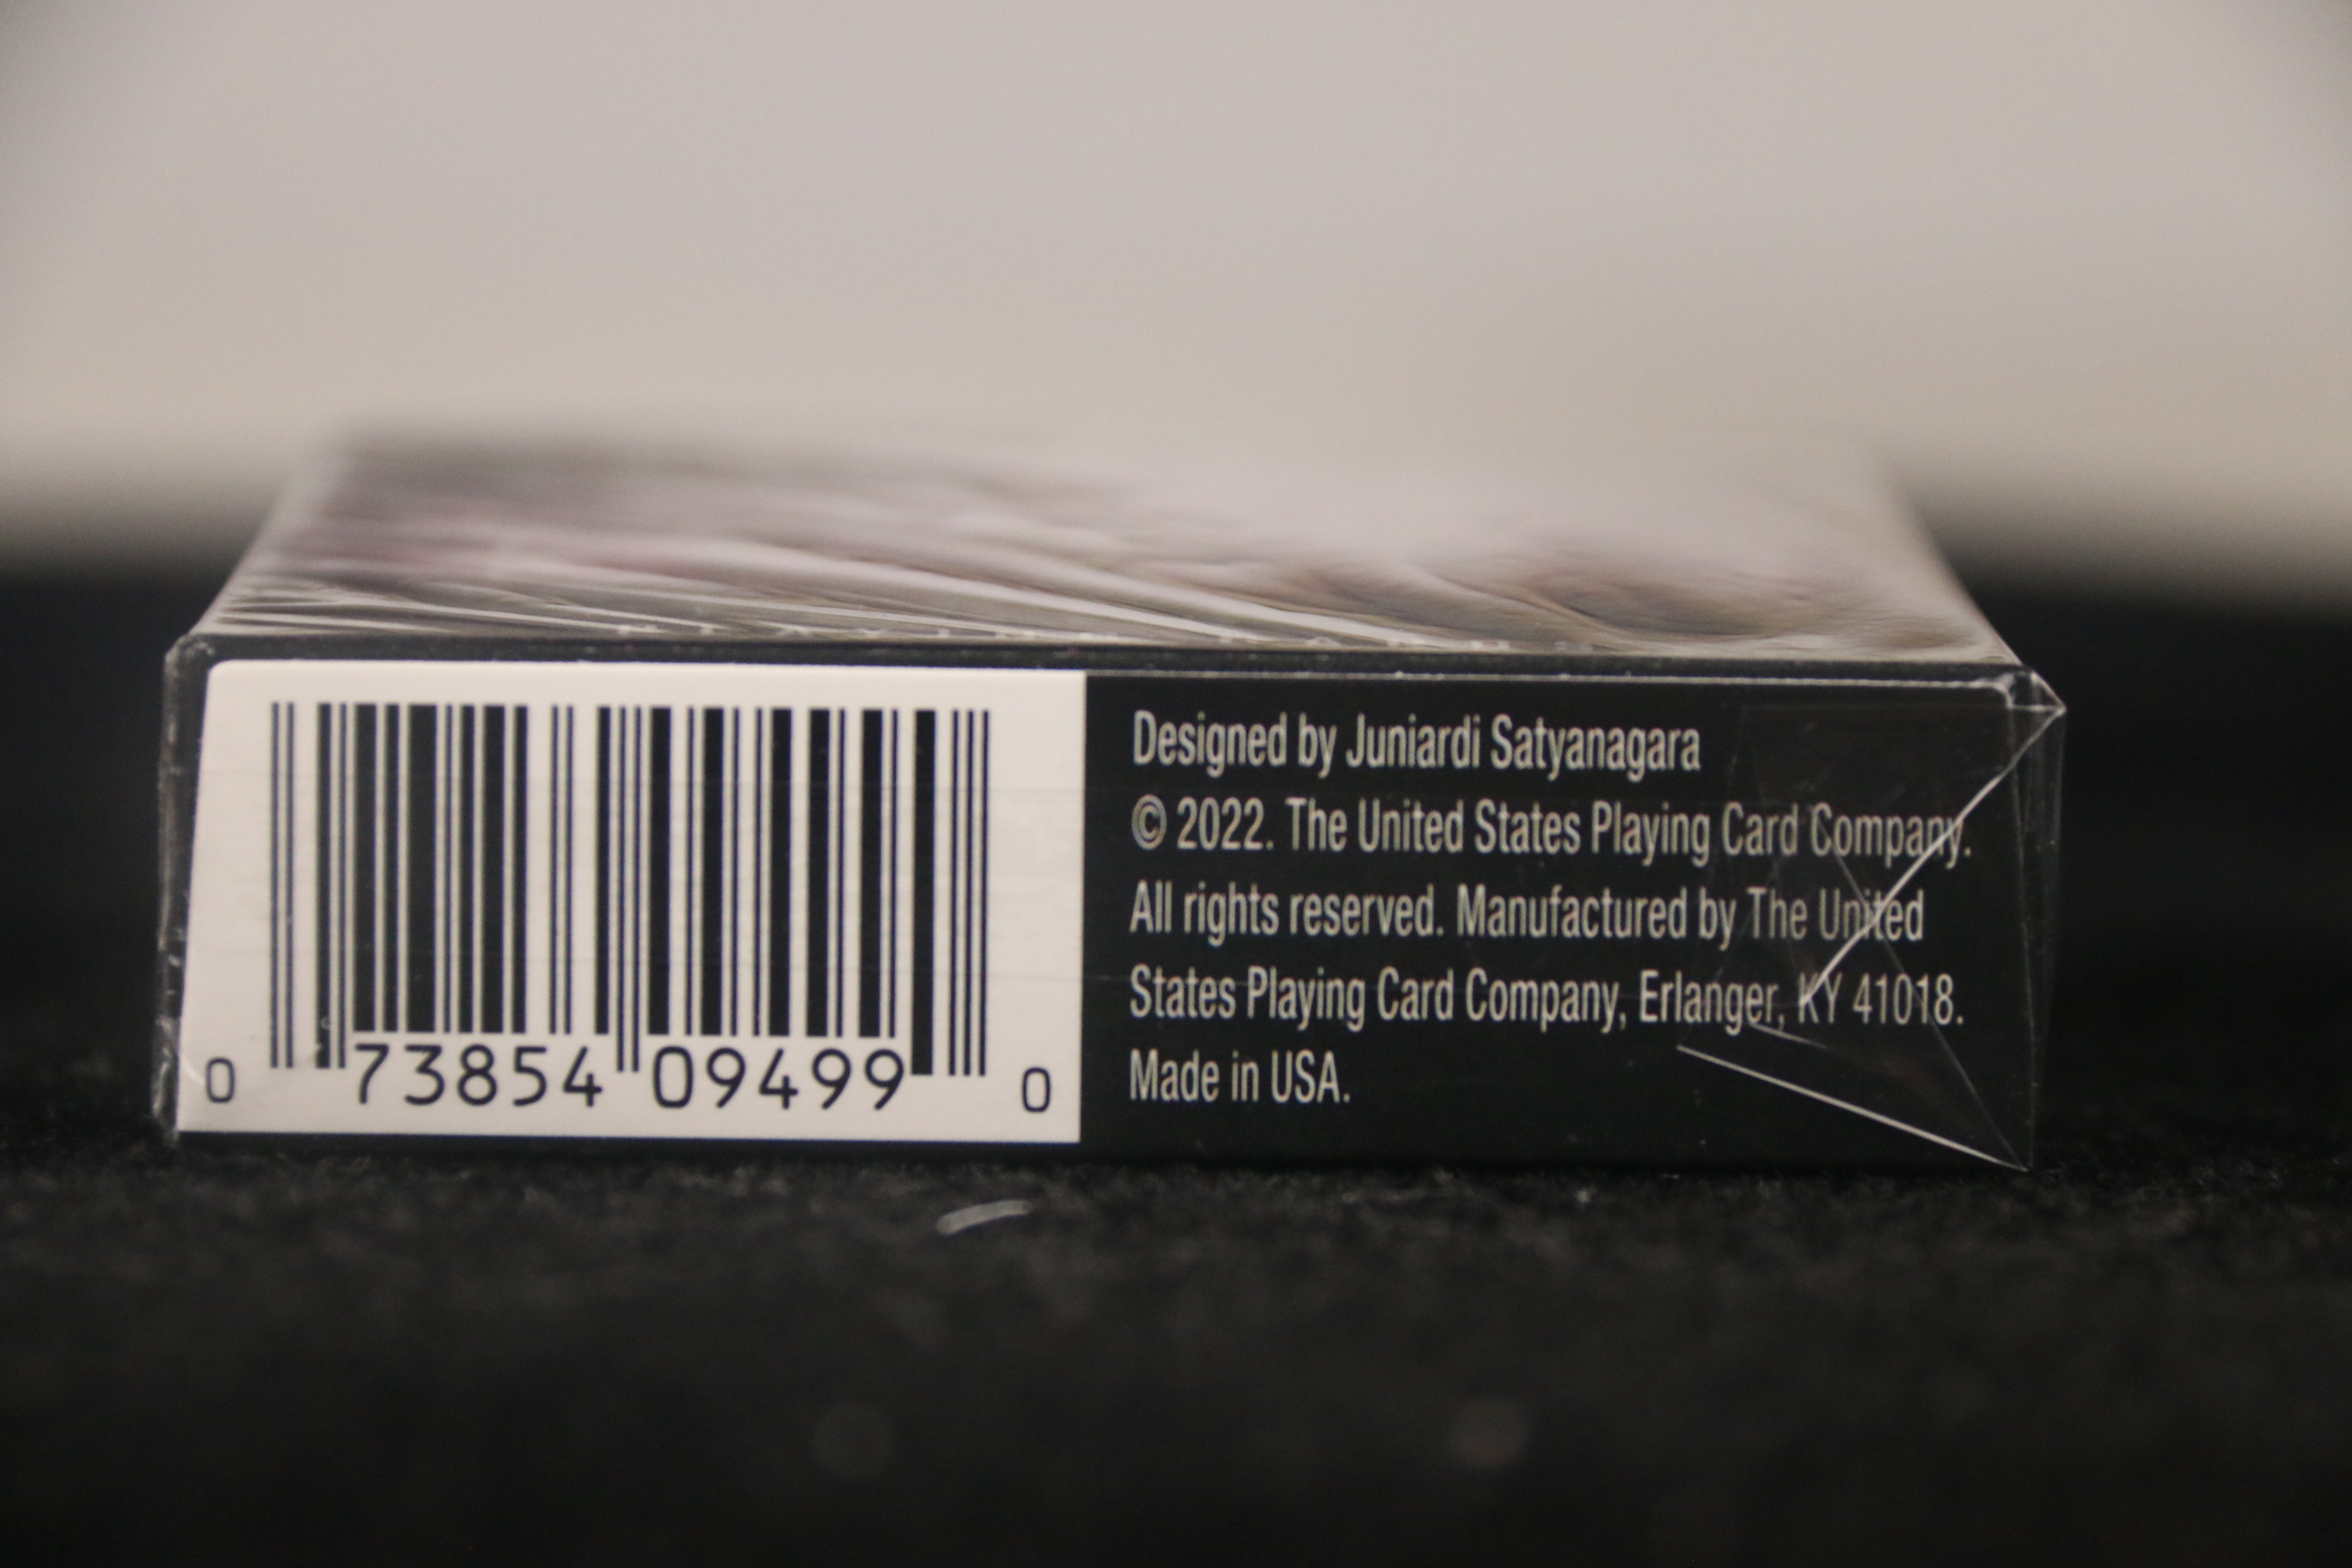 Designed by Juniardi Satyanagara
© 2022. The United States Playing Card Company.
All rights reserved. Manufactured by The United
States Playing Card Company, Erlanger, KY 41018.
Made in USA.
0 73854 09499 0